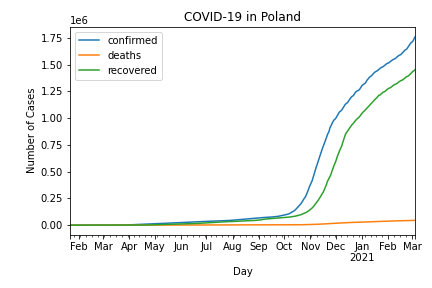 COVID-19 in Poland
1e6
confirmed
deaths
recovered
1.75
1.50
1.25
1.00
0.75
0.50
0.25
0.00
Number of Cases
Feb Mar Apr May Jun Jul Aug Sep Oct Nov Dec Jan Feb Mar
2021
Day